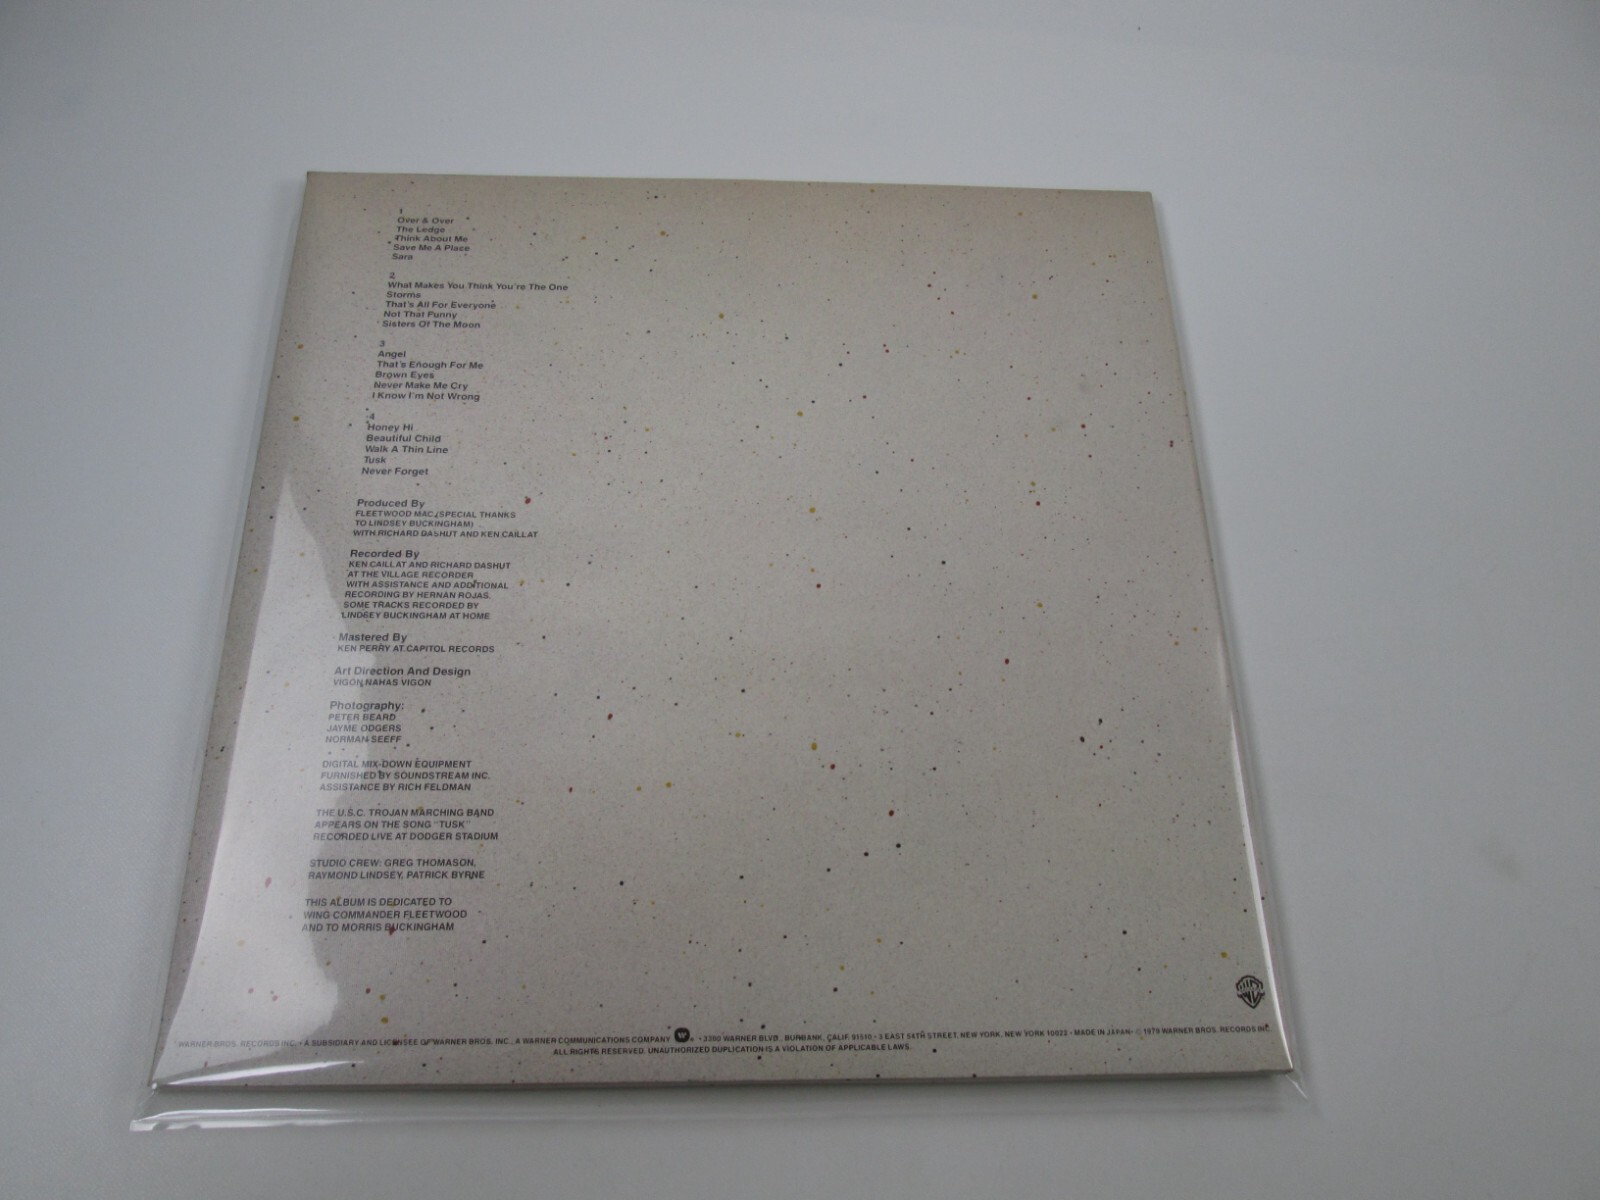 1
Over & Over
The Ledge
Think About Me
Save Me A Place
Sara
2
What Makes You Think You're The One
Storms
That's All For Everyone
Not That Funny
Sisters Of The Moon
3
Angel
That's Enough For Me
Brown Eyes
Never Make Me Cry
I Know I'm Not Wrong
4
Honey Hi
Beautiful Child
Walk A Thin Line
Tusk
Never Forget
Produced By
FLEETWOOD MAC (SPECIAL THANKS
TO LINDSEY BUCKINGHAM)
WITH RICHARD DASHUT AND KEN CAILLAT
Recorded By
KEN CAILLAT AND RICHARD DASHUT
AT THE VILLAGE RECORDER
WITH ASSISTANCE AND ADDITIONAL
RECORDING BY HERNAN ROJAS.
SOME TRACKS RECORDED BY
LINDSEY BUCKINGHAM AT HOME
Mastered By
KEN PERRY AT CAPITOL RECORDS
Art Direction And Design
VIGON NAHAS VIGON
Photography:
PETER BEARD
JAYME ODGERS
NORMAN SEEFF
DIGITAL MIX-DOWN EQUIPMENT
FURNISHED BY SOUNDSTREAM INC.
ASSISTANCE BY RICH FELDMAN
THE U.S.C. TROJAN MARCHING BAND
APPEARS ON THE SONG "TUSK"
RECORDED LIVE AT DODGER STADIUM
STUDIO CREW: GREG THOMASON,
RAYMOND LINDSEY, PATRICK BYRNE
THIS ALBUM IS DEDICATED TO
WING COMMANDER FLEETWOOD
AND TO MORRIS BUCKINGHAM
WARNER BROS. RECORDS INC. • A SUBSIDIARY AND LICENSEE OF WARNER BROS. INC., A WARNER COMMUNICATIONS COMPANY • 3300 WARNER BLVD., BURBANK, CALIF. 91510 • 3 EAST 54TH STREET, NEW YORK, NEW YORK 10022 • MADE IN JAPAN • © 1979 WARNER BROS. RECORDS INC.
ALL RIGHTS RESERVED. UNAUTHORIZED DUPLICATION IS A VIOLATION OF APPLICABLE LAWS.